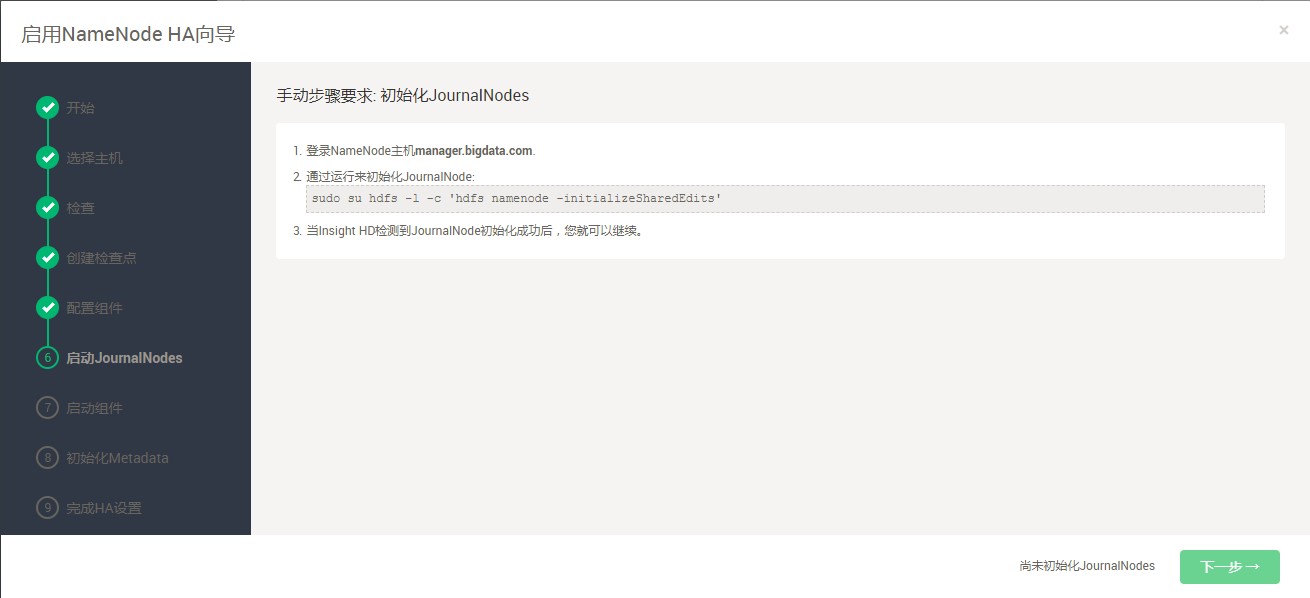 启用NameNode HA向导
×
开始
选择主机
检查
创建检查点
配置组件
6 启动JournalNodes
7 启动组件
8 初始化Metadata
9 完成HA设置
手动步骤要求: 初始化JournalNodes
1. 登录NameNode主机manager.bigdata.com.
2. 通过运行来初始化JournalNode:
sudo su hdfs -l -c 'hdfs namenode -initializeSharedEdits'
3. 当Insight HD检测到JournalNode初始化成功后，您就可以继续。
尚未初始化JournalNodes
下一步 →